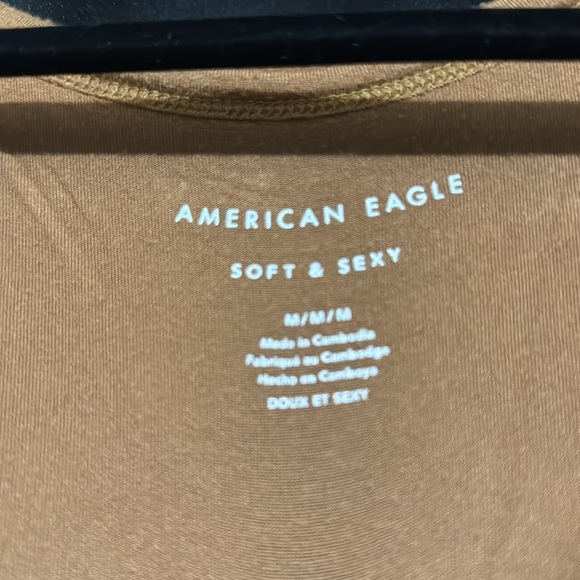 AMERICAN EAGLE
SOFT & SEXY
M/M/M
Made in Cambodia
Fabriqué au Cambodge
Hecho en Camboya
DOUX ET SEXY